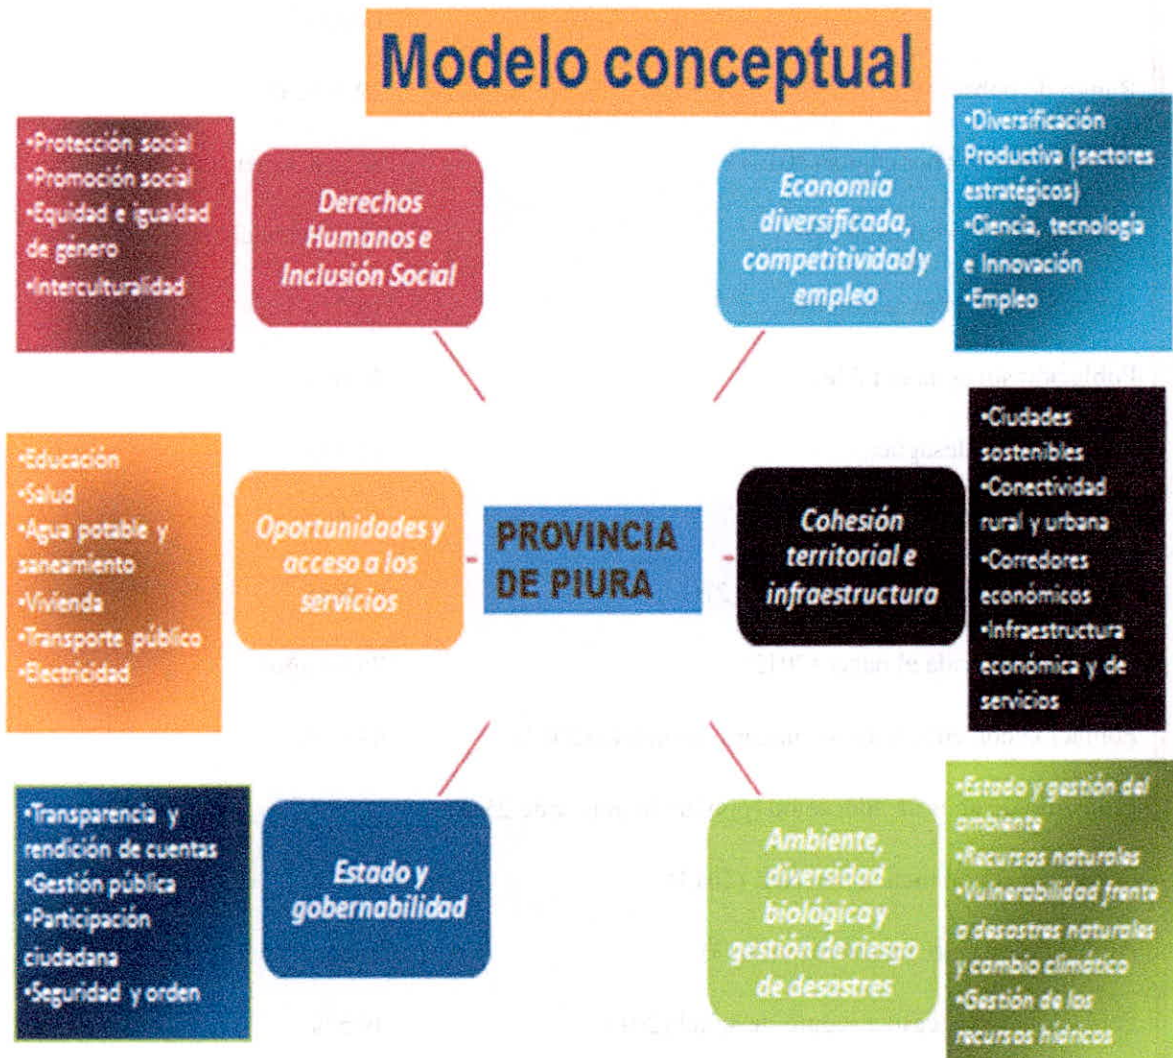 Modelo conceptual
•Protección social
•Promoción social
•Equidad e igualdad
de género
•Interculturalidad
Derechos
Humanos e
Inclusión Social
Economía
diversificada,
competitividad y
empleo
•Diversificación
Productiva (sectores
estratégicos)
•Ciencia, tecnología
e Innovación
•Empleo
•Educación
•Salud
•Agua potable y
saneamiento
•Vivienda
•Transporte público
•Electricidad
Oportunidades y
acceso a los
servicios
PROVINCIA
DE PIURA
Cohesión
territorial e
infraestructura
•Ciudades
sostenibles
•Conectividad
rural y urbana
•Corredores
económicos
•Infraestructura
económica y de
servicios
•Transparencia y
rendición de cuentas
•Gestión pública
•Participación
ciudadana
•Seguridad y orden
Estado y
gobernabilidad
Ambiente,
diversidad
biológica y
gestión de riesgo
de desastres
•Estado y gestión del
ambiente
•Recursos naturales
•Vulnerabilidad frente
a desastres naturales
y cambio climático
•Gestión de los
recursos hídricos